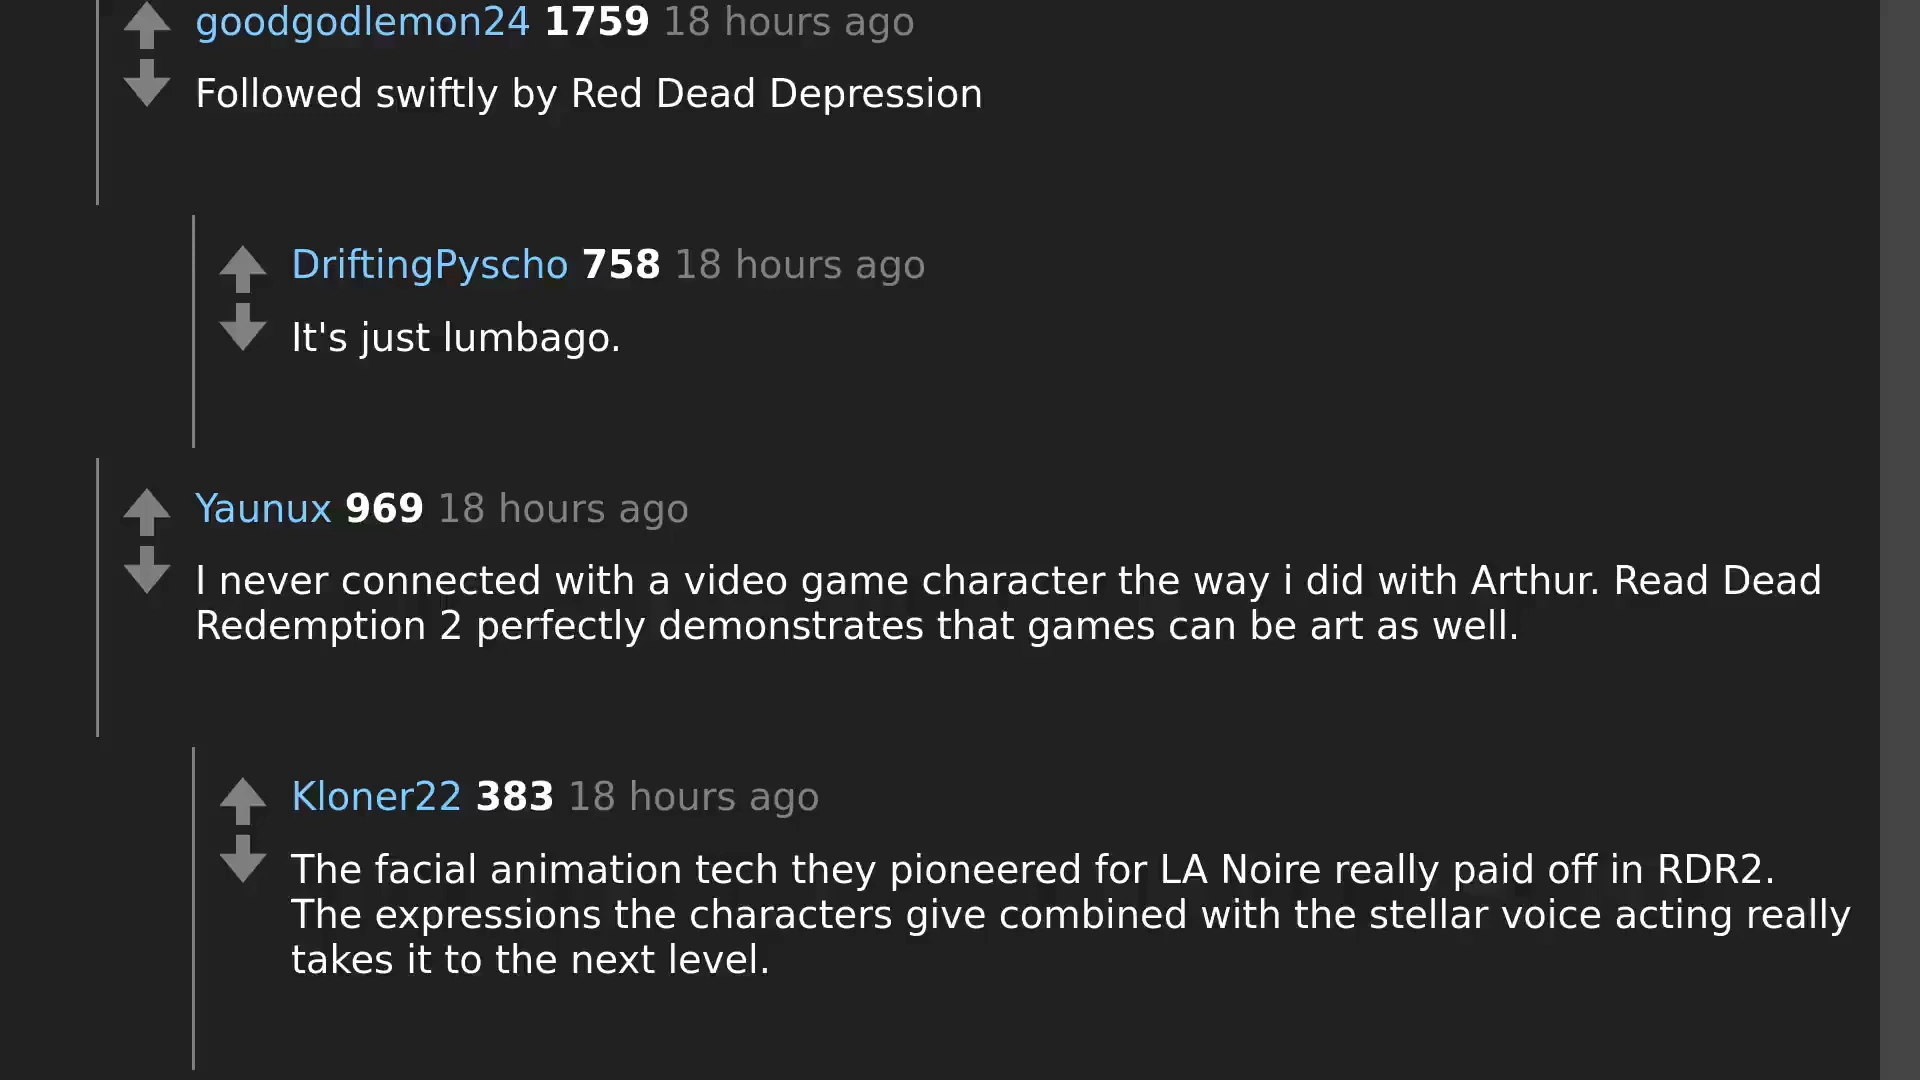 goodgodlemon24 1759 18 hours ago
Followed swiftly by Red Dead Depression
DriftingPyscho 758 18 hours ago
It's just lumbago.
Yaunux 969 18 hours ago
I never connected with a video game character the way i did with Arthur. Read Dead
Redemption 2 perfectly demonstrates that games can be art as well.
Kloner22 383 18 hours ago
The facial animation tech they pioneered for LA Noire really paid off in RDR2.
The expressions the characters give combined with the stellar voice acting really
takes it to the next level.